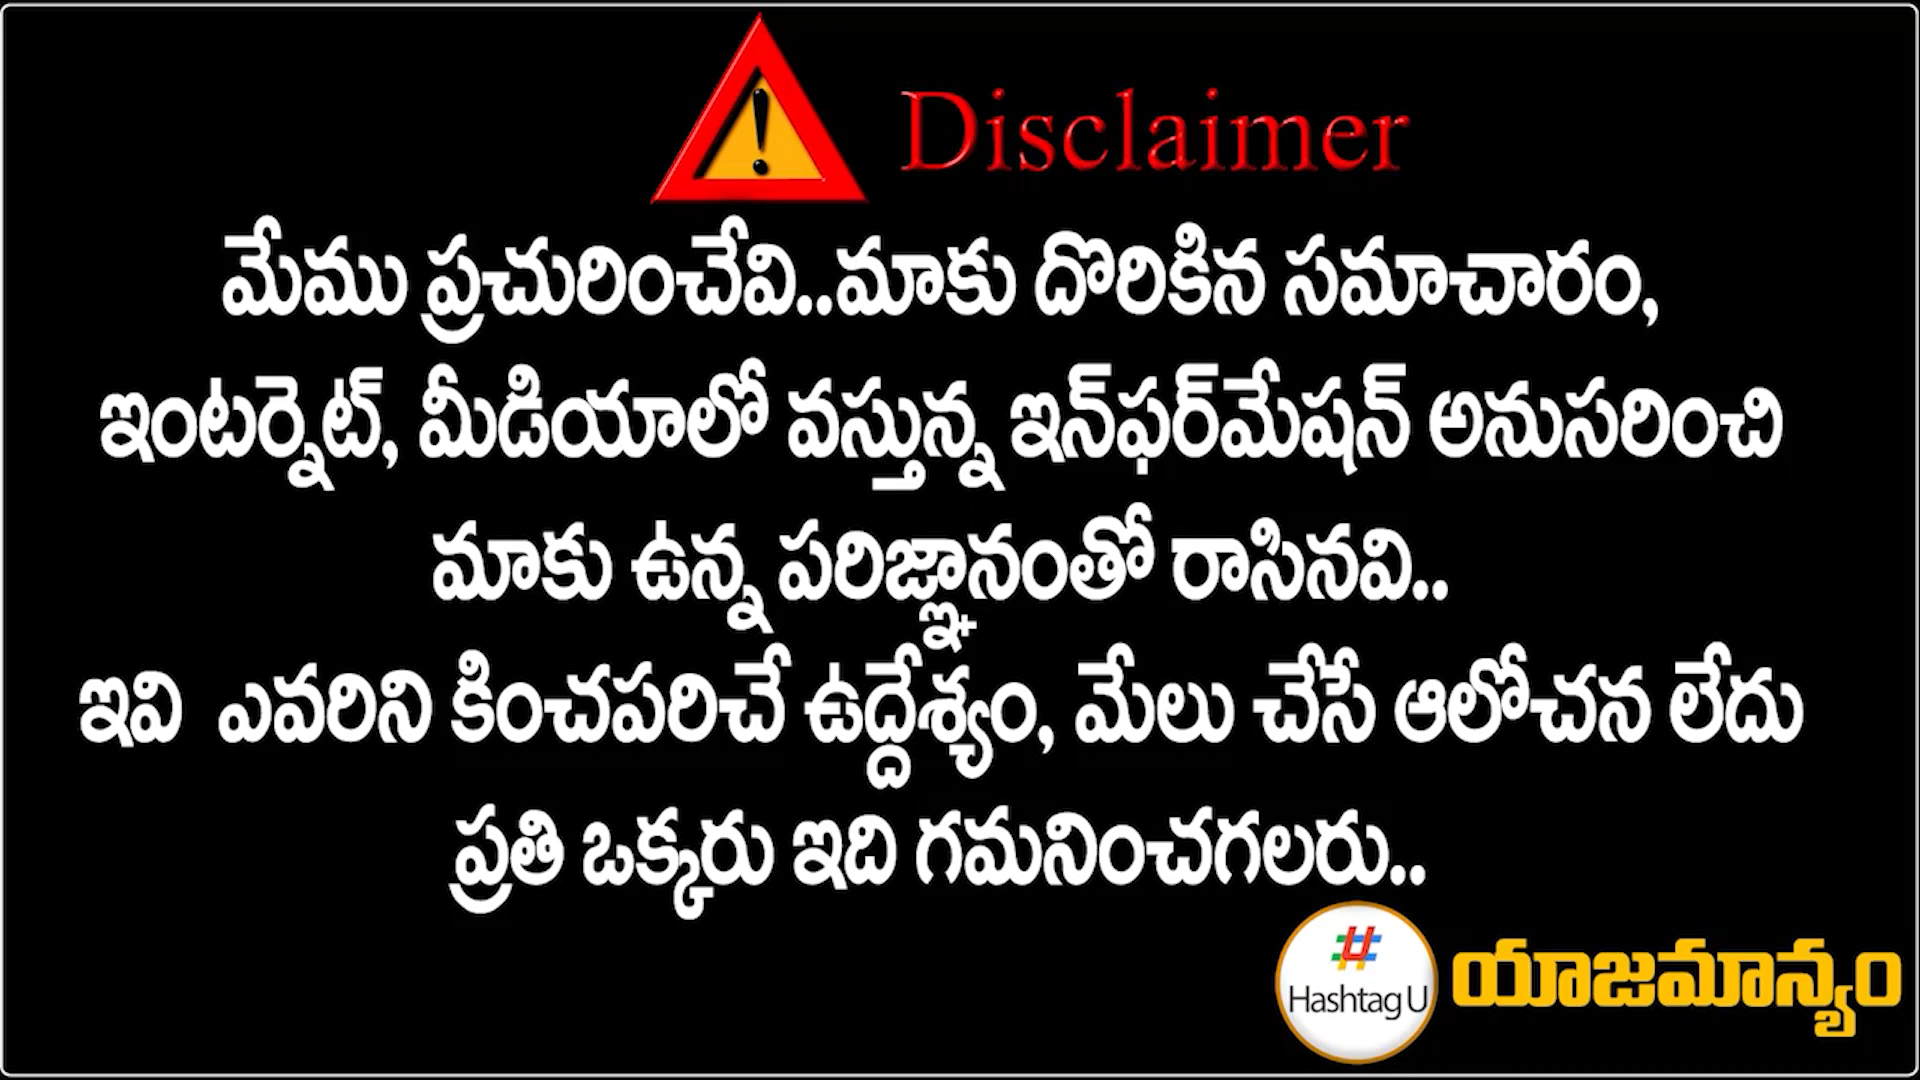 Disclaimer
మేము ప్రచురించేవి..మాకు దొరికిన సమాచారం,
ఇంటర్నెట్, మీడియాలో వస్తున్న ఇన్‌ఫర్‌మేషన్ అనుసరించి
మాకు ఉన్న పరిజ్ఞానంతో రాసినవి..
ఇవి ఎవరిని కించపరిచే ఉద్దేశ్యం, మేలు చేసే ఆలోచన లేదు
ప్రతి ఒక్కరు ఇది గమనించగలరు..
Hashtag U
యాజమాన్యం